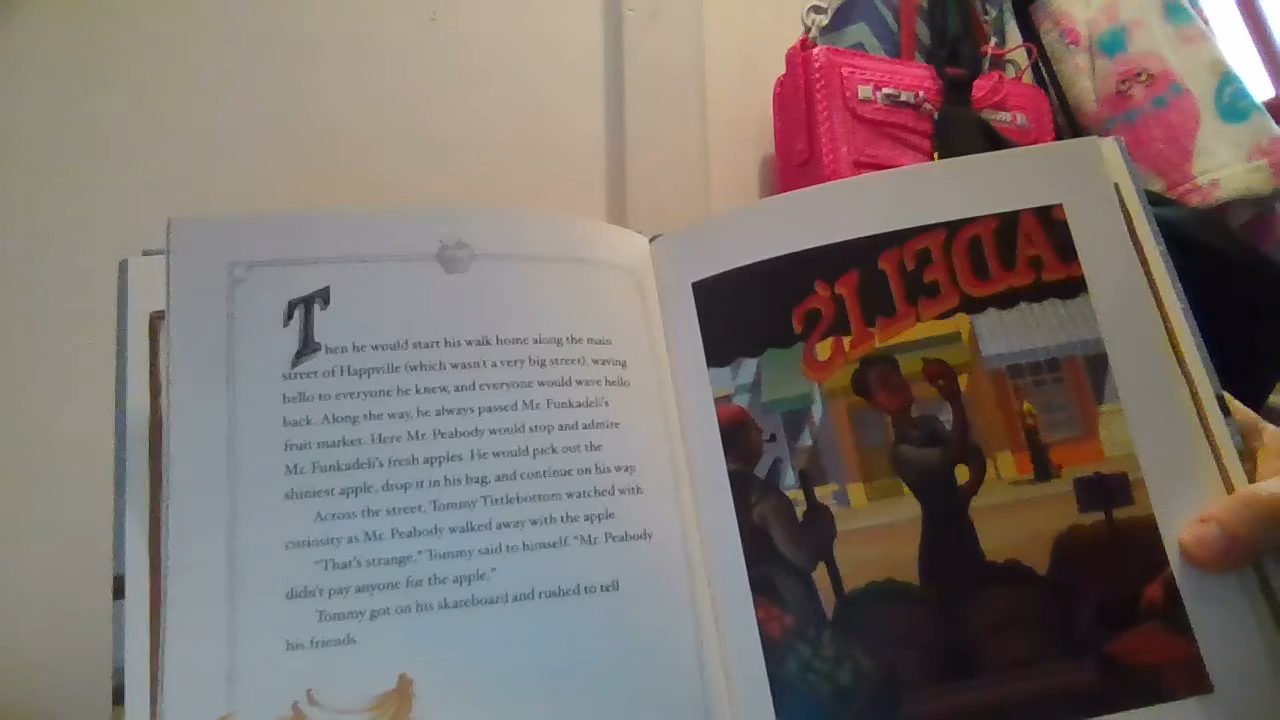 Then he would start his walk home along the main
street of Happville (which wasn't a very big street), waving
hello to everyone he knew, and everyone would wave hello
back. Along the way, he always passed Mr. Funkadeli's
fruit market. Here Mr. Peabody would stop and admire
Mr. Funkadeli's fresh apples. He would pick out the
shiniest apple, drop it in his bag, and continue on his way.
Across the street, Tommy Tittlebottom watched with
curiosity as Mr. Peabody walked away with the apple.
"That's strange," Tommy said to himself. "Mr. Peabody
didn't pay anyone for the apple."
Tommy got on his skateboard and rushed to tell
his friends.
ADELI'S